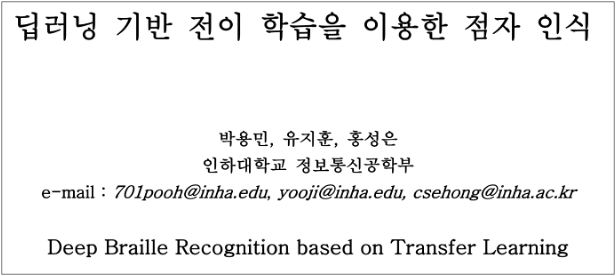 딥러닝 기반 전이 학습을 이용한 점자 인식
박용민, 유지훈, 홍성은
인하대학교 정보통신공학부
e-mail : 701pooh@inha.edu, yooji@inha.edu, csehong@inha.ac.kr
Deep Braille Recognition based on Transfer Learning